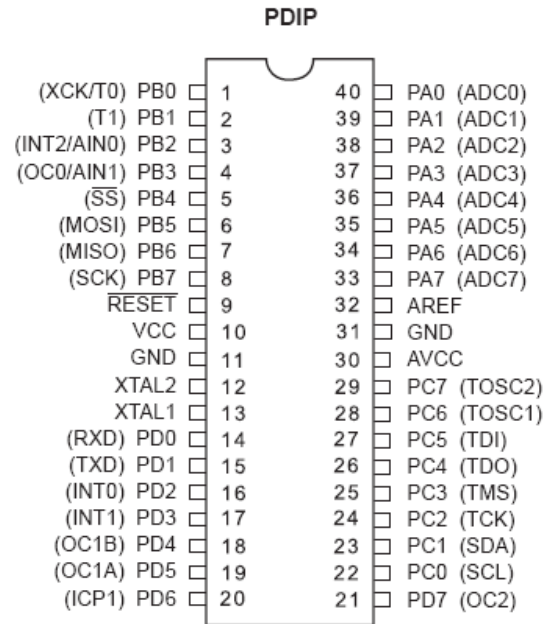 PDIP
(XCK/T0) PB0 1 40 PA0 (ADC0)
(T1) PB1 2 39 PA1 (ADC1)
(INT2/AIN0) PB2 3 38 PA2 (ADC2)
(OC0/AIN1) PB3 4 37 PA3 (ADC3)
(S̅S̅) PB4 5 36 PA4 (ADC4)
(MOSI) PB5 6 35 PA5 (ADC5)
(MISO) PB6 7 34 PA6 (ADC6)
(SCK) PB7 8 33 PA7 (ADC7)
R̅E̅S̅E̅T̅ 9 32 AREF
VCC 10 31 GND
GND 11 30 AVCC
XTAL2 12 29 PC7 (TOSC2)
XTAL1 13 28 PC6 (TOSC1)
(RXD) PD0 14 27 PC5 (TDI)
(TXD) PD1 15 26 PC4 (TDO)
(INT0) PD2 16 25 PC3 (TMS)
(INT1) PD3 17 24 PC2 (TCK)
(OC1B) PD4 18 23 PC1 (SDA)
(OC1A) PD5 19 22 PC0 (SCL)
(ICP1) PD6 20 21 PD7 (OC2)